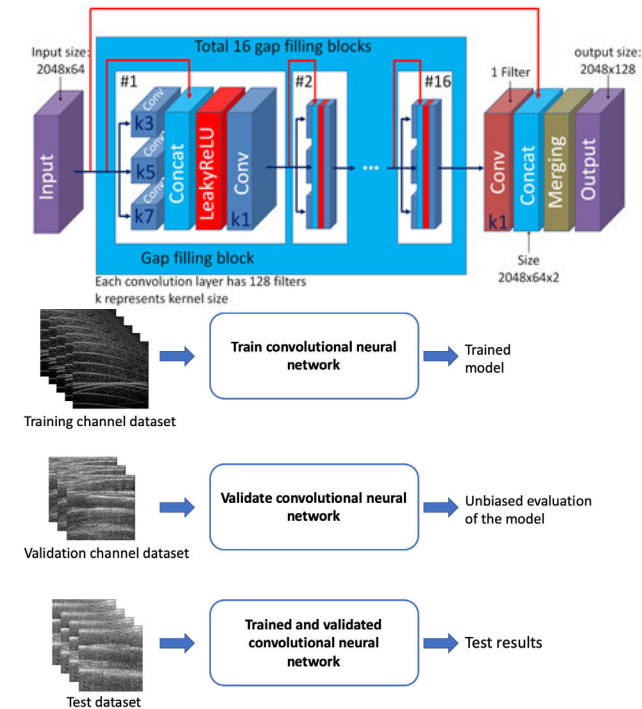 Total 16 gap filling blocks
Input size:
2048x64
output size:
2048x128
1 Filter
#1
#2
#16
Input
Conv
k3
Conv
k5
Conv
k7
Concat
LeakyReLU
Conv
k1
...
Conv
k1
Concat
Merging
Output
Gap filling block
Size
2048x64x2
Each convolution layer has 128 filters
k represents kernel size
Train convolutional neural
network
Trained
model
Training channel dataset
Validate convolutional neural
network
Unbiased evaluation
of the model
Validation channel dataset
Trained and validated
convolutional neural
network
Test results
Test dataset